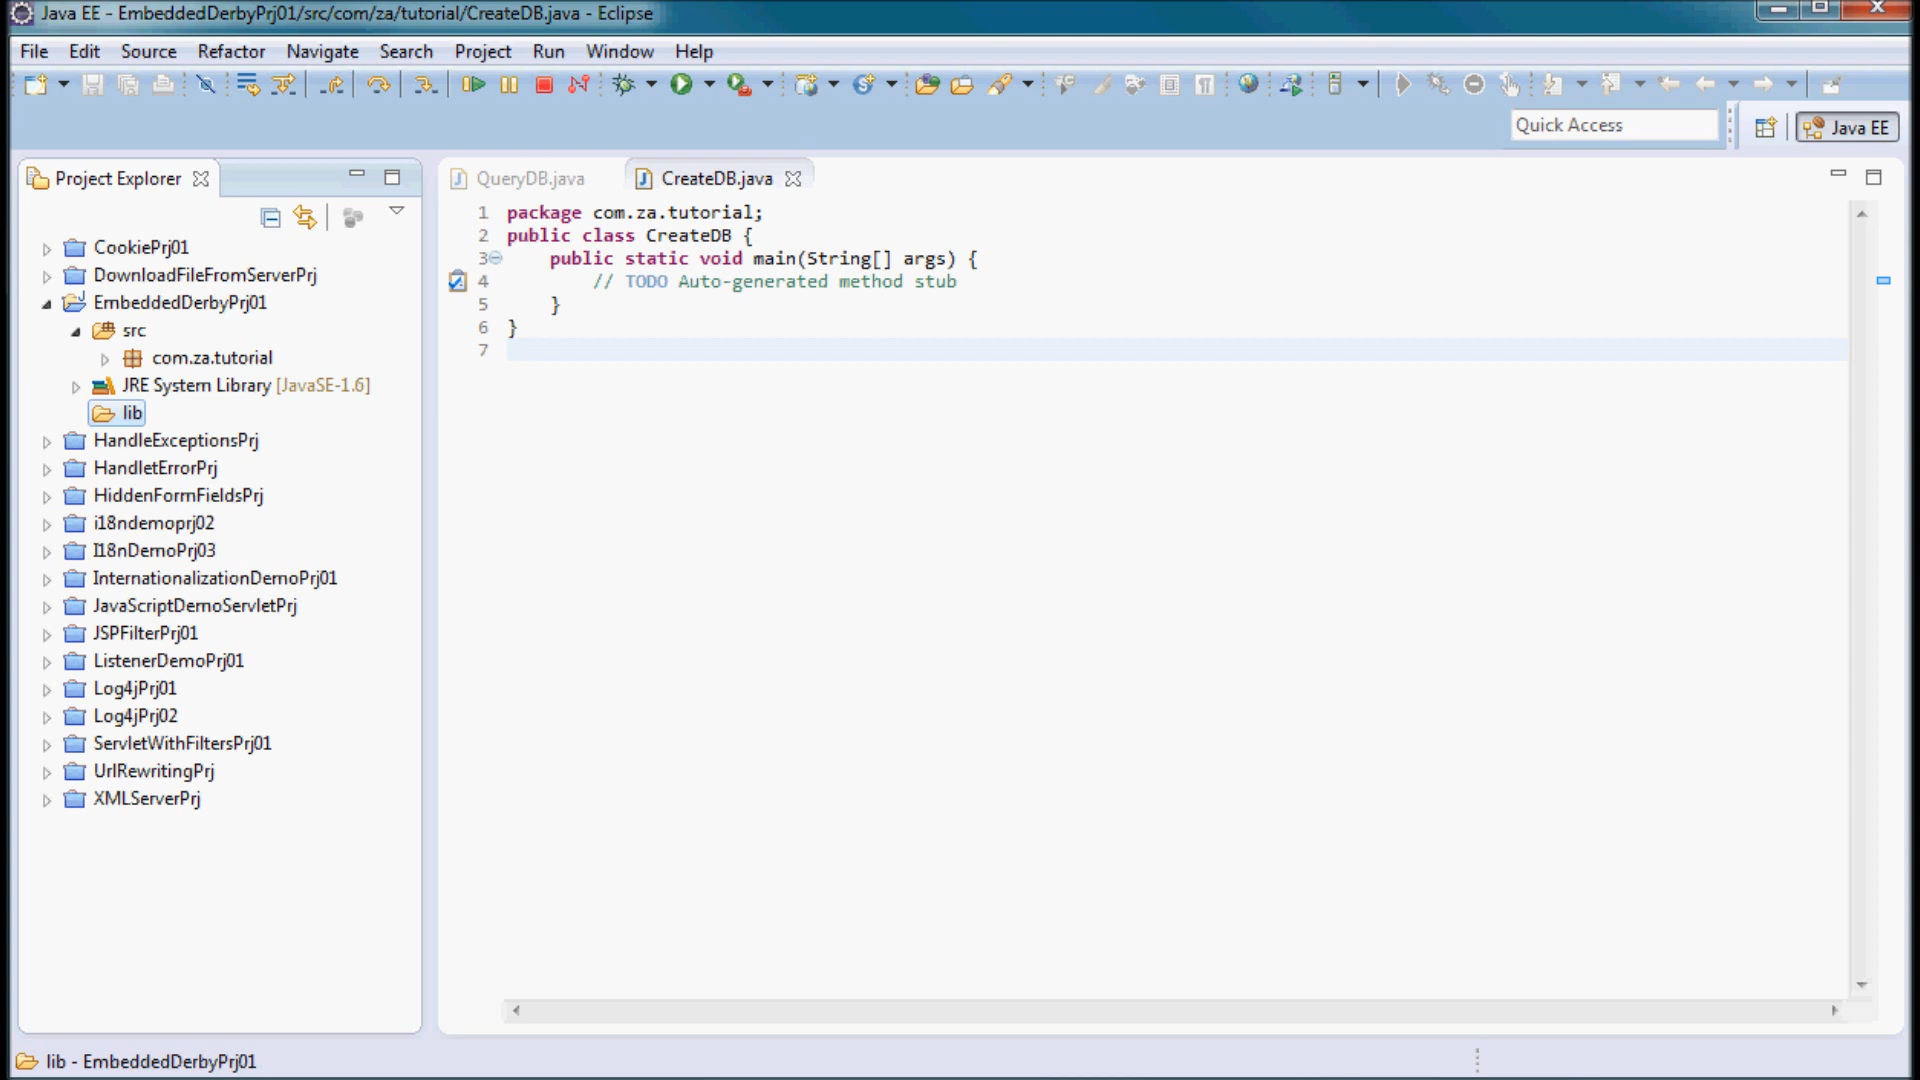 Java EE - EmbeddedDerbyPrj01/src/com/za/tutorial/CreateDB.java - Eclipse
File Edit Source Refactor Navigate Search Project Run Window Help
Quick Access
Java EE
Project Explorer
CookiePrj01
DownloadFileFromServerPrj
EmbeddedDerbyPrj01
src
com.za.tutorial
JRE System Library [JavaSE-1.6]
lib
HandleExceptionsPrj
HandletErrorPrj
HiddenFormFieldsPrj
i18ndemoprj02
I18nDemoPrj03
InternationalizationDemoPrj01
JavaScriptDemoServletPrj
JSPFilterPrj01
ListenerDemoPrj01
Log4jPrj01
Log4jPrj02
ServletWithFiltersPrj01
UrlRewritingPrj
XMLServerPrj
QueryDB.java CreateDB.java
1 package com.za.tutorial;
2 public class CreateDB {
3 public static void main(String[] args) {
4 // TODO Auto-generated method stub
5 }
6 }
7
lib - EmbeddedDerbyPrj01